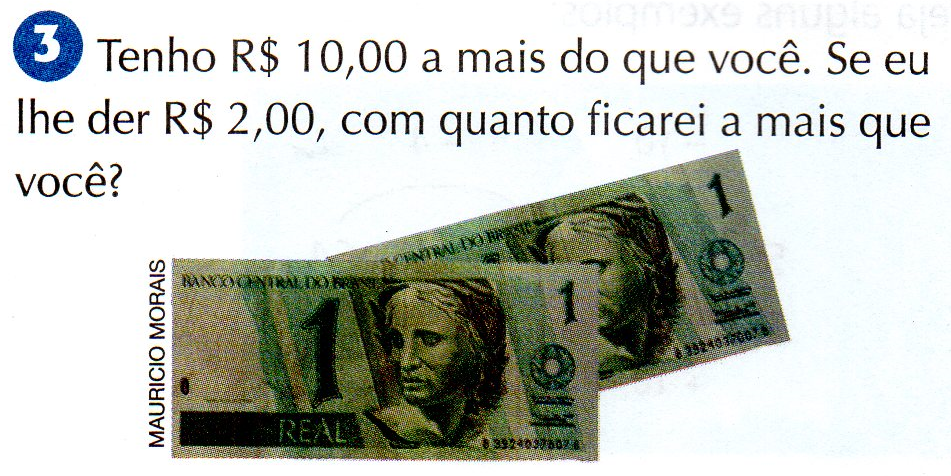 3 Tenho R$ 10,00 a mais do que você. Se eu
lhe der R$ 2,00, com quanto ficarei a mais que
você?
MAURICIO MORAIS
CENTRAL DO BRASIL
1
BANCO CENTRAL DO BRASIL
1
1
REAL